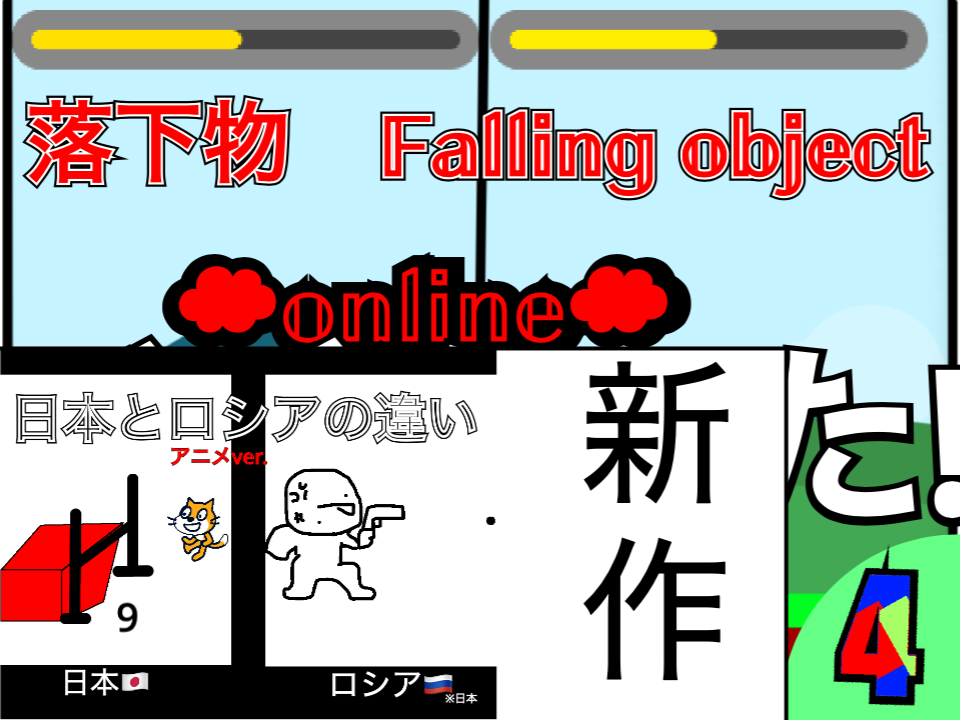 落下物 Falling object
online
日本とロシアの違い
アニメver.
9
日本🇯🇵
ロシア🇷🇺
※日本
新
作
た!
4